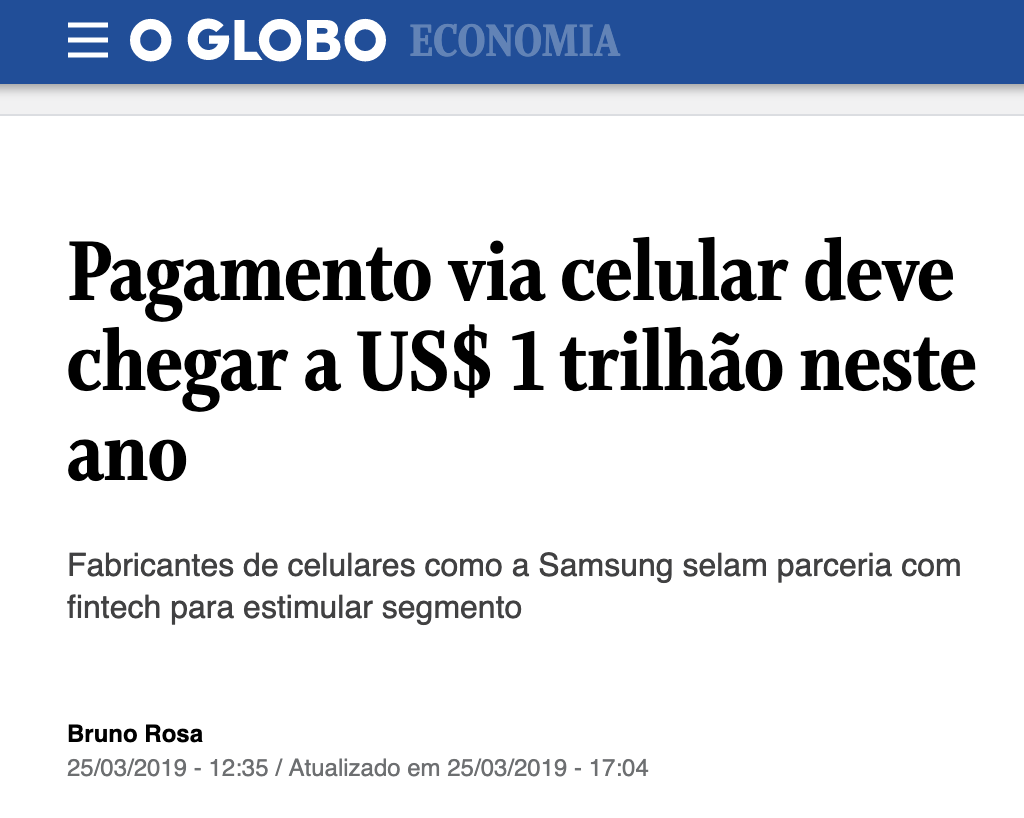 O GLOBO ECONOMIA
Pagamento via celular deve
chegar a US$ 1 trilhão neste
ano
Fabricantes de celulares como a Samsung selam parceria com
fintech para estimular segmento
Bruno Rosa
25/03/2019 - 12:35 / Atualizado em 25/03/2019 - 17:04